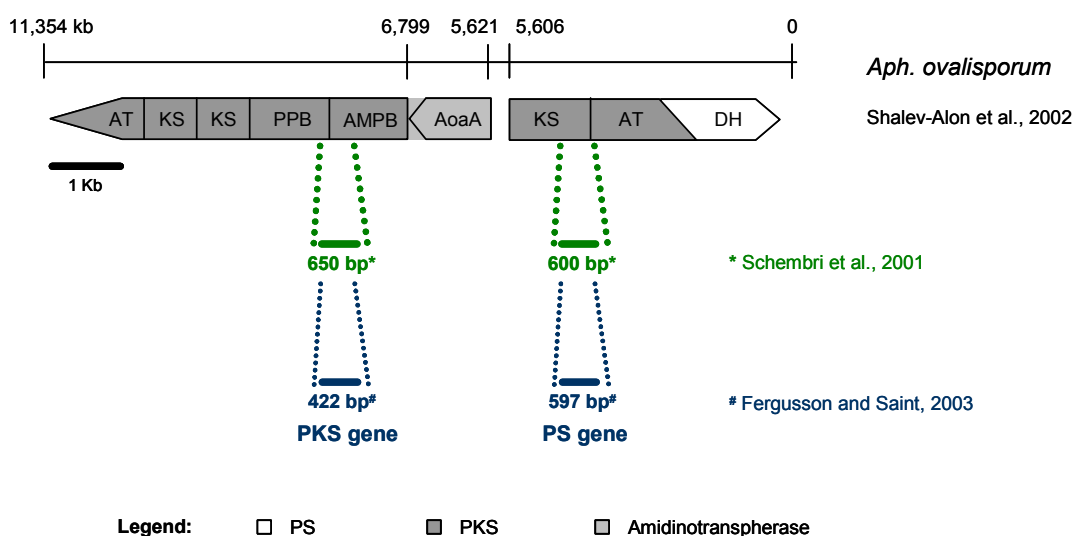 11,354 kb 6,799 5,621 5,606 0
Aph. ovalisporum
AT KS KS PPB AMPB AoaA KS AT DH Shalev-Alon et al., 2002
1 Kb
650 bp* 600 bp* * Schembri et al., 2001
422 bp# 597 bp# # Fergusson and Saint, 2003
PKS gene PS gene
Legend: PS PKS Amidinotranspherase